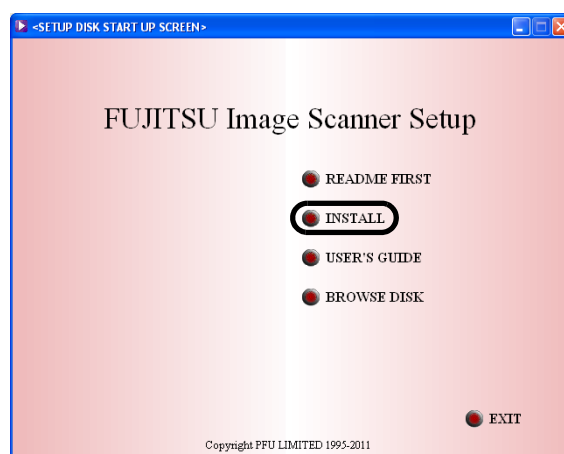 <SETUP DISK START UP SCREEN>
FUJITSU Image Scanner Setup
README FIRST
INSTALL
USER'S GUIDE
BROWSE DISK
EXIT
Copyright PFU LIMITED 1995-2011